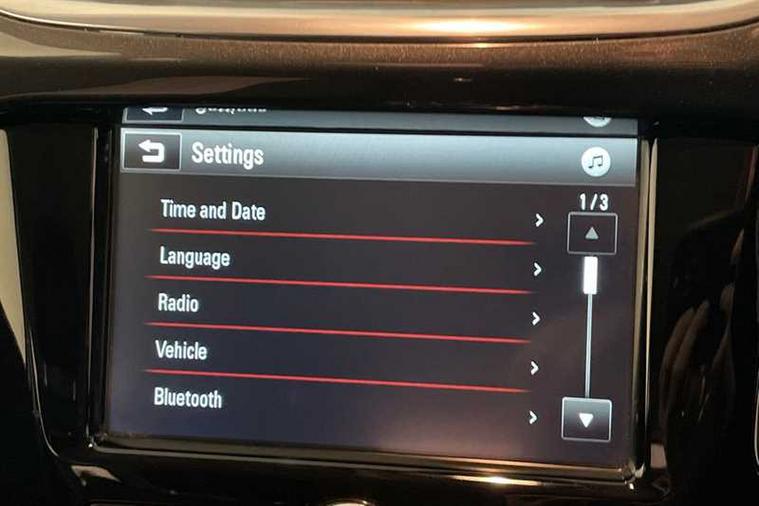 Settings
1/3
Time and Date
Language
Radio
Vehicle
Bluetooth